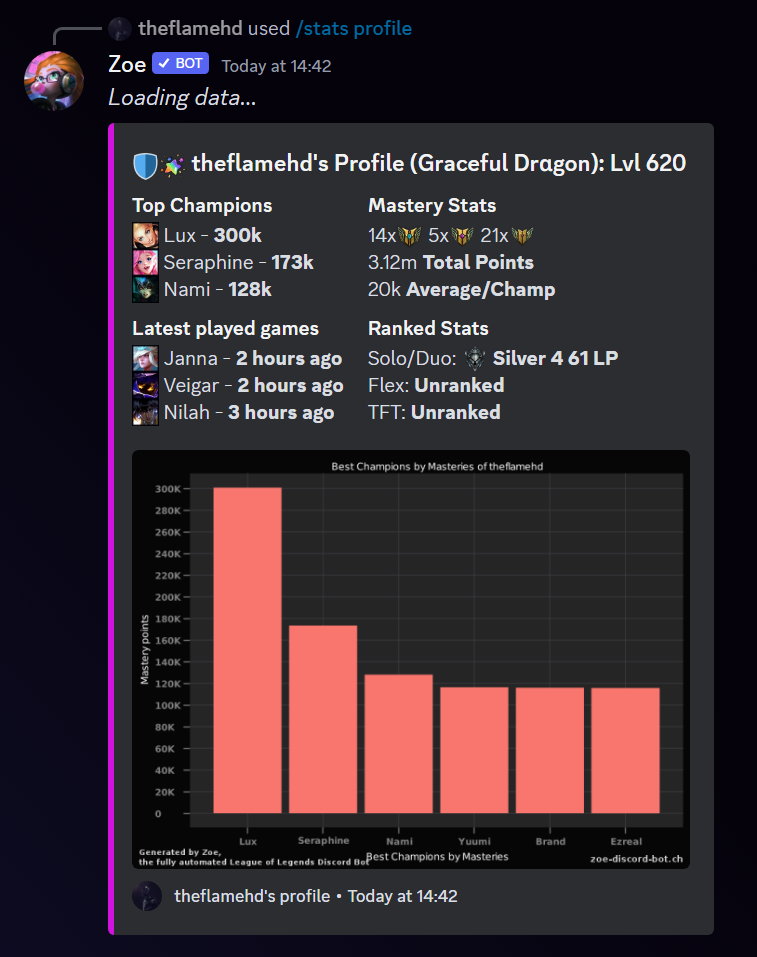 theflamehd used /stats profile
Zoe ✓ BOT Today at 14:42
Loading data...
theflamehd's Profile (Graceful Drαgon): Lvl 620
Top Champions
Lux - 300k
Seraphine - 173k
Nami - 128k
Mastery Stats
14x 5x 21x
3.12m Total Points
20k Average/Champ
Latest played games
Janna - 2 hours ago
Veigar - 2 hours ago
Nilah - 3 hours ago
Ranked Stats
Solo/Duo: Silver 4 61 LP
Flex: Unranked
TFT: Unranked
Best Champions by Masteries of theflamehd
Mastery points
300K
280K
260K
240K
220K
200K
180K
160K
140K
120K
100K
80K
60K
40K
20K
0
Lux Seraphine Nami Yuumi Brand Ezreal
Best Champions by Masteries
Generated by Zoe,
the fully automated League of Legends Discord Bot
zoe-discord-bot.ch
theflamehd's profile • Today at 14:42